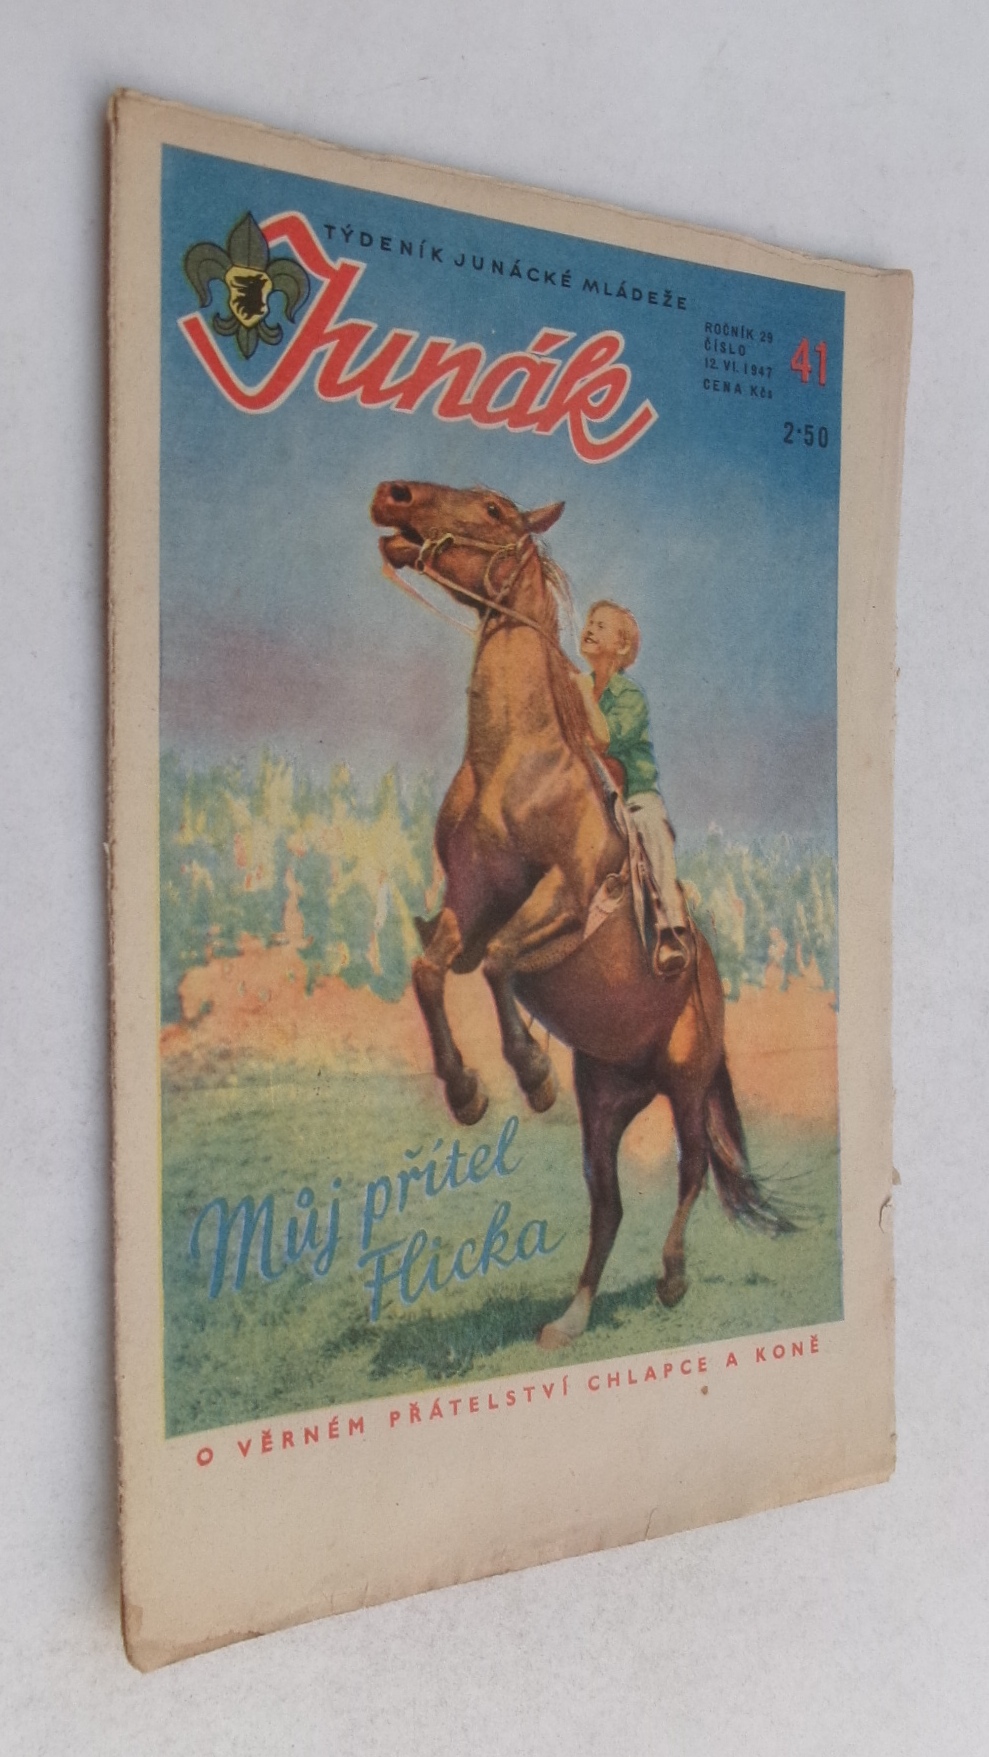 TÝDENÍK JUNÁCKÉ MLÁDEŽE
Junák
ROČNÍK 29
ČÍSLO
12. VI. 1947
CENA Kčs
41
2·50
Můj přítel
Flicka
O VĚRNÉM PŘÁTELSTVÍ CHLAPCE A KONĚ